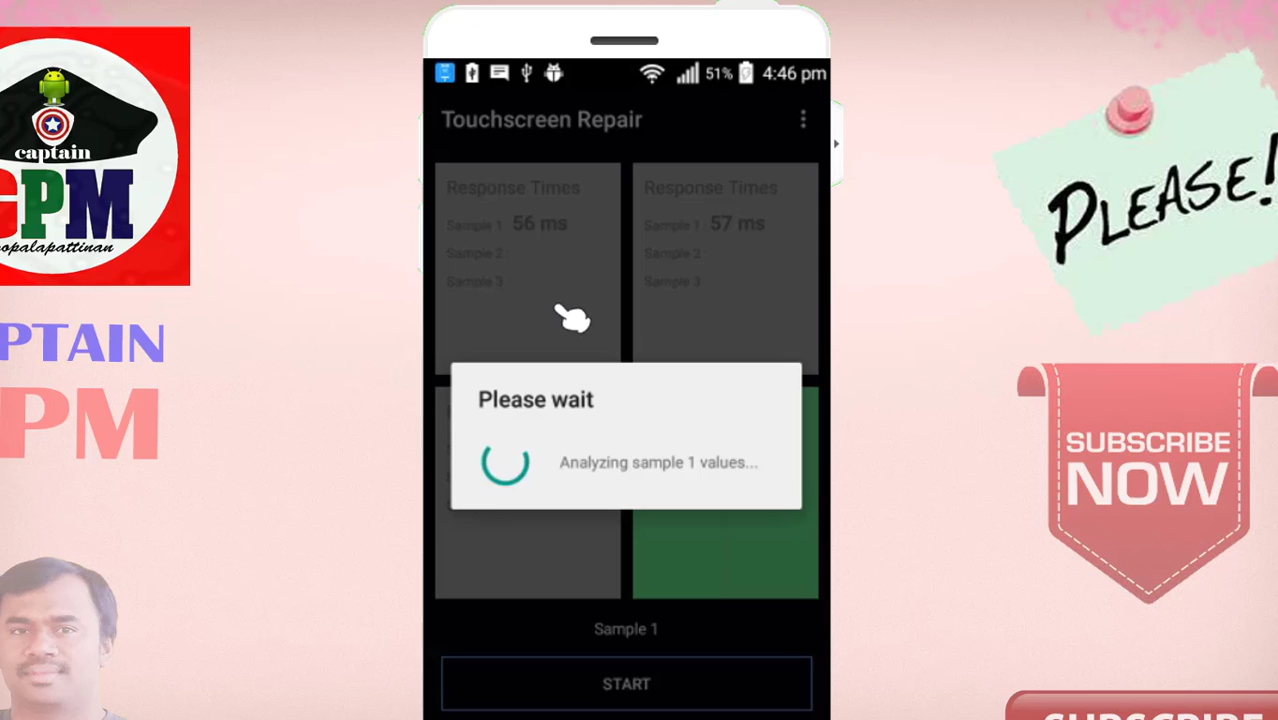 captain
GPM
opalapattinan
PTAIN
PM
51% 4:46 pm
Touchscreen Repair
Response Times
Sample 1 : 56 ms
Sample 2 :
Sample 3
Response Times
Sample 1 : 57 ms
Sample 2 :
Sample 3
Please wait
Analyzing sample 1 values...
Sample 1
START
PLEASE!
SUBSCRIBE
NOW
SUBSCRIBE